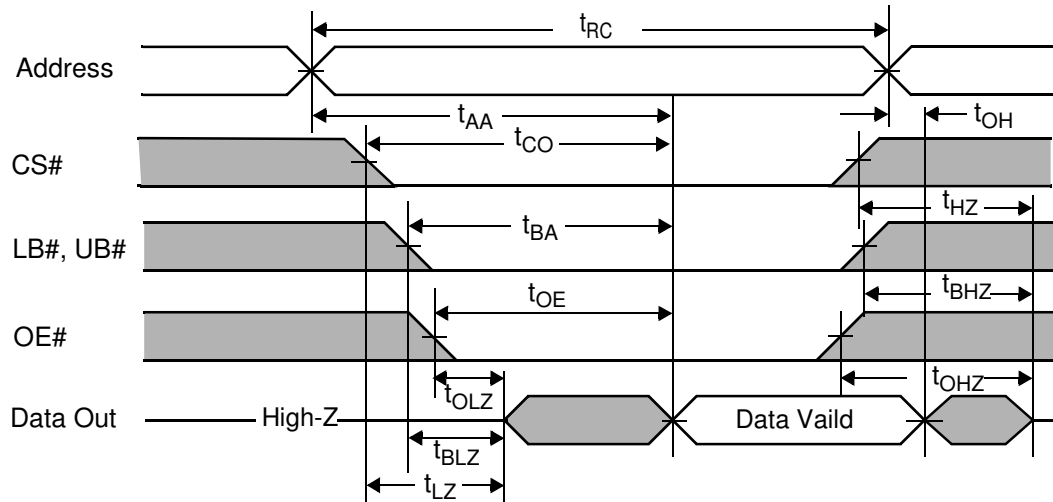 tRC
Address
tAA
tOH
tCO
CS#
tHZ
tBA
LB#, UB#
tOE
tBHZ
OE#
tOLZ
tOHZ
Data Out
High-Z
Data Vaild
tBLZ
tLZ